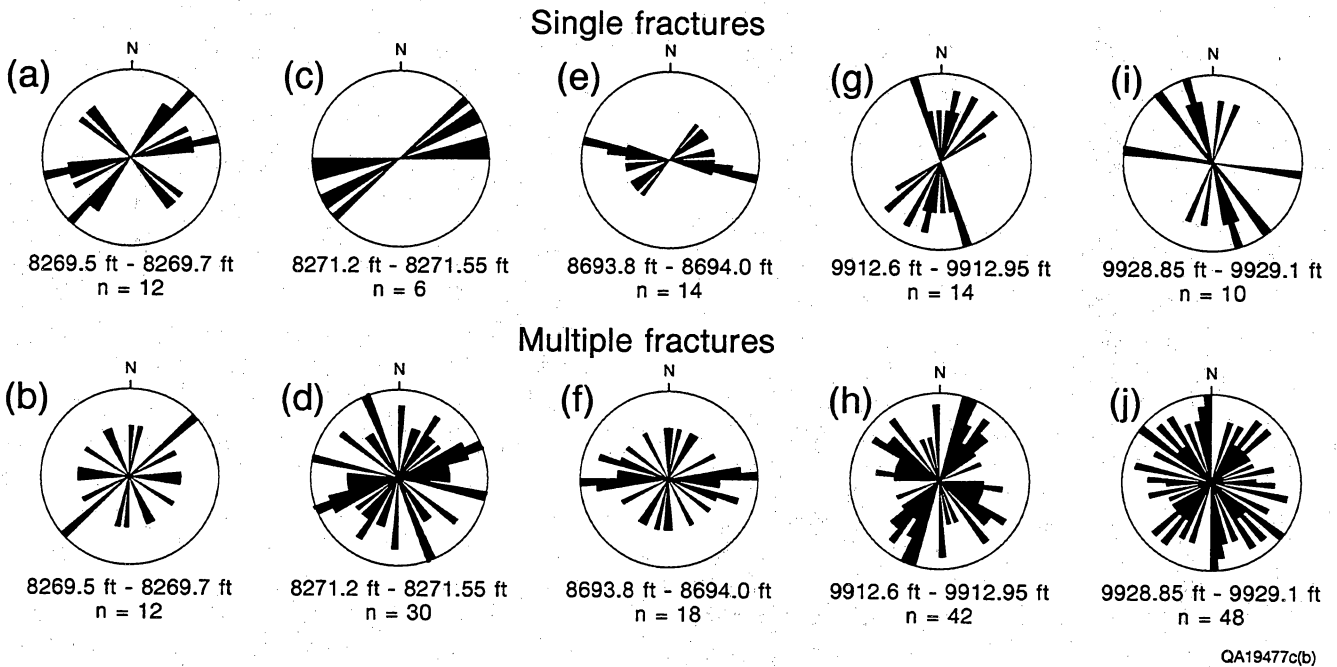 Single fractures
N N N N N
(a) (c) (e) (g) (i)
8269.5 ft - 8269.7 ft 8271.2 ft - 8271.55 ft 8693.8 ft - 8694.0 ft 9912.6 ft - 9912.95 ft 9928.85 ft - 9929.1 ft
n = 12 n = 6 n = 14 n = 14 n = 10
Multiple fractures
N N N N N
(b) (d) (f) (h) (j)
8269.5 ft - 8269.7 ft 8271.2 ft - 8271.55 ft 8693.8 ft - 8694.0 ft 9912.6 ft - 9912.95 ft 9928.85 ft - 9929.1 ft
n = 12 n = 30 n = 18 n = 42 n = 48
QA19477c(b)